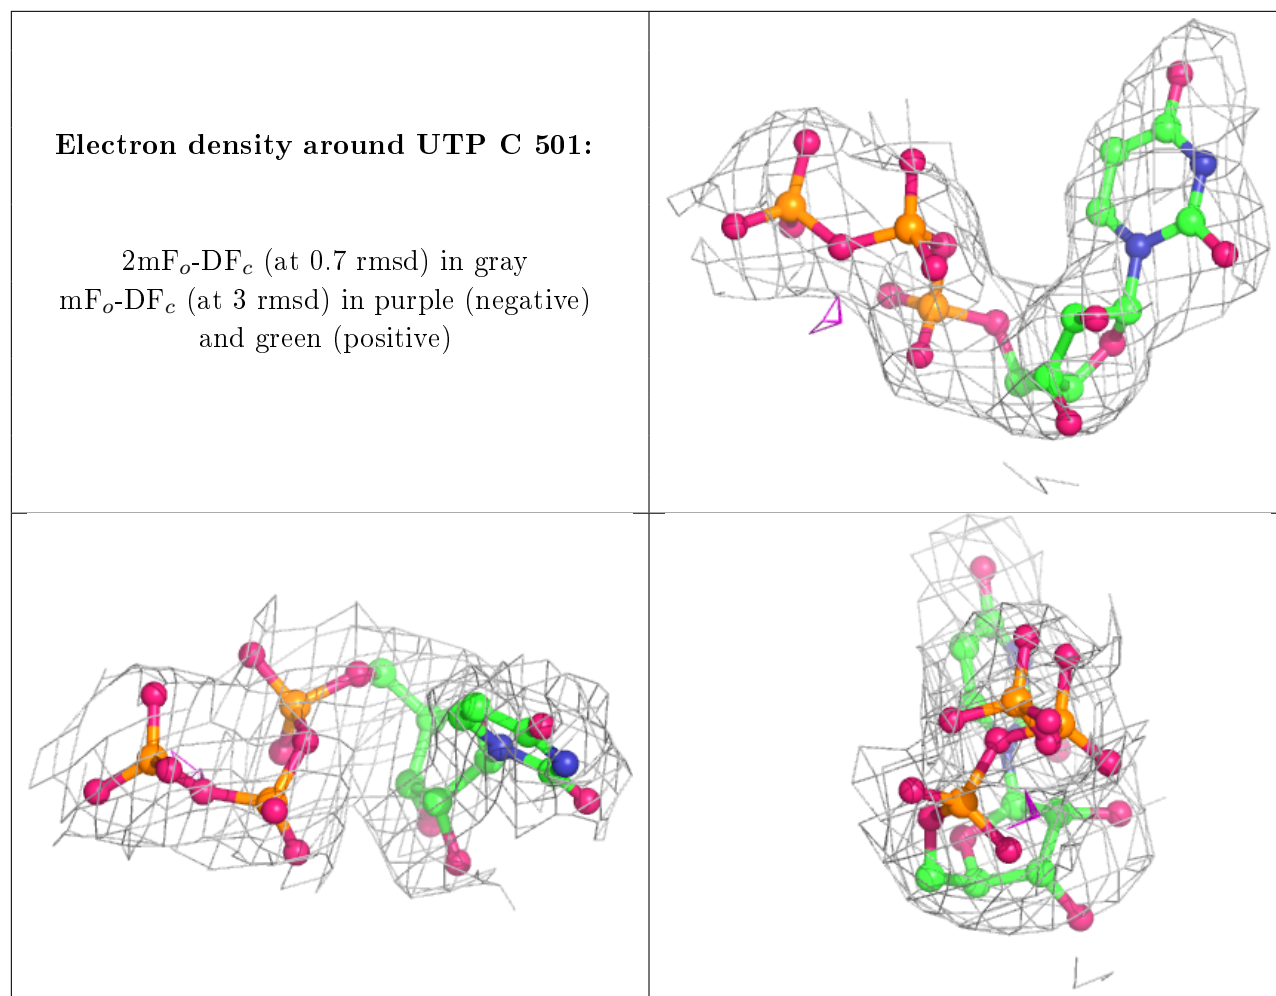 Electron density around UTP C 501:
2mFo-DFc (at 0.7 rmsd) in gray
mFo-DFc (at 3 rmsd) in purple (negative)
and green (positive)